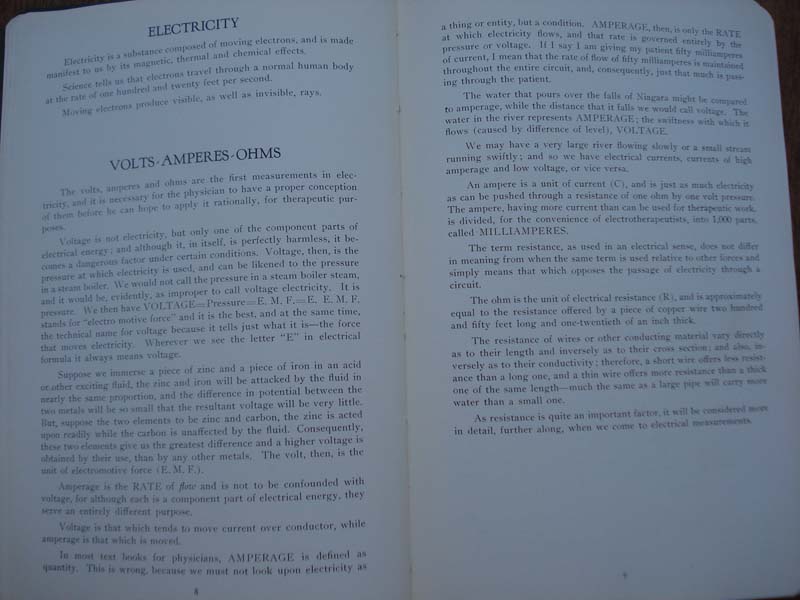 ELECTRICITY
Electricity is a substance composed of moving electrons, and is made
manifest to us by its magnetic, thermal and chemical effects.
Science tells us that electrons travel through a normal human body
at the rate of one hundred and twenty feet per second.
Moving electrons produce visible, as well as invisible, rays.
VOLTS-AMPERES-OHMS
The volts, amperes and ohms are the first measurements in elec-
tricity, and it is necessary for the physician to have a proper conception
of them before he can hope to apply it rationally, for therapeutic pur-
poses.
Voltage is not electricity, but only one of the component parts of
electrical energy; and although it, in itself, is perfectly harmless, it be-
comes a dangerous factor under certain conditions. Voltage, then, is the
pressure at which electricity is used, and can be likened to the pressure
in a steam boiler. We would not call the pressure in a steam boiler steam,
and it would be, evidently, as improper to call voltage electricity. It is
pressure. We then have VOLTAGE=Pressure=E. M. F.=E. E. M. F.
stands for "electro motive force" and it is the best, and at the same time,
the technical name for voltage because it tells just what it is—the force
that moves electricity. Wherever we see the letter "E" in electrical
formula it always means voltage.
Suppose we immerse a piece of zinc and a piece of iron in an acid
or other exciting fluid, the zinc and iron will be attacked by the fluid in
nearly the same proportion, and the difference in potential between the
two metals will be so small that the resultant voltage will be very little.
But, suppose the two elements to be zinc and carbon, the zinc is acted
upon readily while the carbon is unaffected by the fluid. Consequently,
these two elements give us the greatest difference and a higher voltage is
obtained by their use, than by any other metals. The volt, then, is the
unit of electromotive force (E. M. F.).
Amperage is the RATE of flow and is not to be confounded with
voltage, for although each is a component part of electrical energy, they
serve an entirely different purpose.
Voltage is that which tends to move current over conductor, while
amperage is that which is moved.
In most text books for physicians, AMPERAGE is defined as
quantity. This is wrong, because we must not look upon electricity as
8
a thing or entity, but a condition. AMPERAGE, then, is only the RATE
at which electricity flows, and that rate is governed entirely by the
pressure or voltage. If I say I am giving my patient fifty milliamperes
of current, I mean that the rate of flow of fifty milliamperes is maintained
throughout the entire circuit, and, consequently, just that much is pass-
ing through the patient.
The water that pours over the falls of Niagara might be compared
to amperage, while the distance that it falls we would call voltage. The
water in the river represents AMPERAGE; the swiftness with which it
flows (caused by difference of level), VOLTAGE.
We may have a very large river flowing slowly or a small stream
running swiftly; and so we have electrical currents, currents of high
amperage and low voltage, or vice versa.
An ampere is a unit of current (C), and is just as much electricity
as can be pushed through a resistance of one ohm by one volt pressure.
The ampere, having more current than can be used for therapeutic work,
is divided, for the convenience of electrotherapeutists, into 1,000 parts,
called MILLIAMPERES.
The term resistance, as used in an electrical sense, does not differ
in meaning from when the same term is used relative to other forces and
simply means that which opposes the passage of electricity through a
circuit.
The ohm is the unit of electrical resistance (R), and is approximately
equal to the resistance offered by a piece of copper wire two hundred
and fifty feet long and one-twentieth of an inch thick.
The resistance of wires or other conducting material vary directly
as to their length and inversely as to their cross section; and also, in-
versely as to their conductivity; therefore, a short wire offers less resist-
ance than a long one, and a thin wire offers more resistance than a thick
one of the same length—much the same as a large pipe will carry more
water than a small one.
As resistance is quite an important factor, it will be considered more
in detail, further along, when we come to electrical measurements.
9